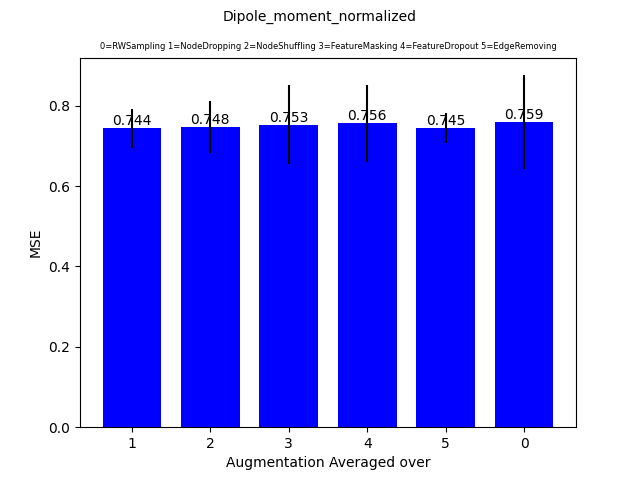 Dipole_moment_normalized
0=RWSampling 1=NodeDropping 2=NodeShuffling 3=FeatureMasking 4=FeatureDropout 5=EdgeRemoving
0.744 0.748 0.753 0.756 0.745 0.759
0.8
0.6
0.4
0.2
0.0
MSE
1 2 3 4 5 0
Augmentation Averaged over